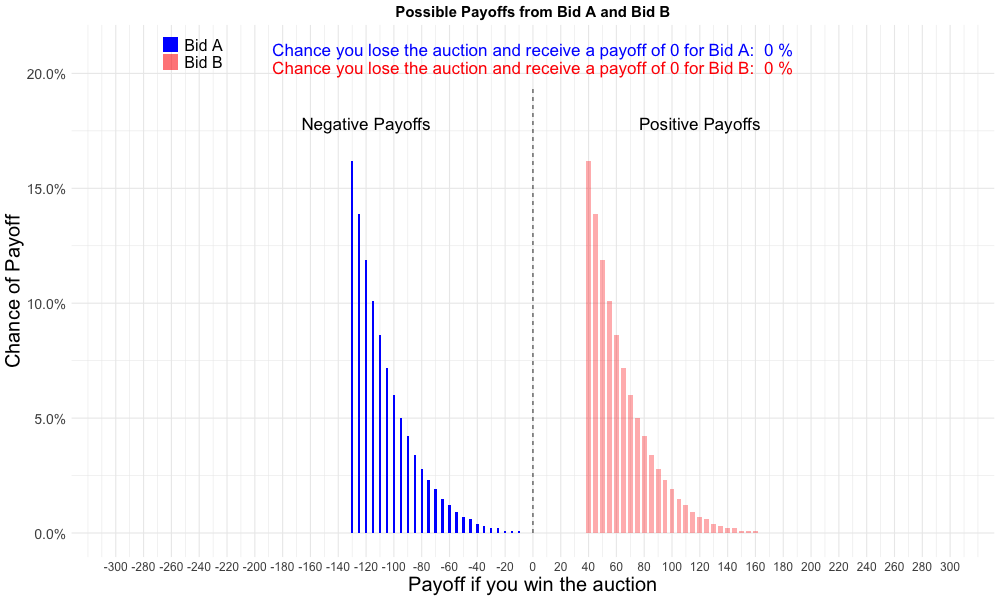 Possible Payoffs from Bid A and Bid B
Bid A
Bid B
Chance you lose the auction and receive a payoff of 0 for Bid A:  0 %
Chance you lose the auction and receive a payoff of 0 for Bid B:  0 %
Negative Payoffs
Positive Payoffs
Chance of Payoff
20.0%
15.0%
10.0%
5.0%
0.0%
-300 -280 -260 -240 -220 -200 -180 -160 -140 -120 -100 -80 -60 -40 -20 0 20 40 60 80 100 120 140 160 180 200 220 240 260 280 300
Payoff if you win the auction